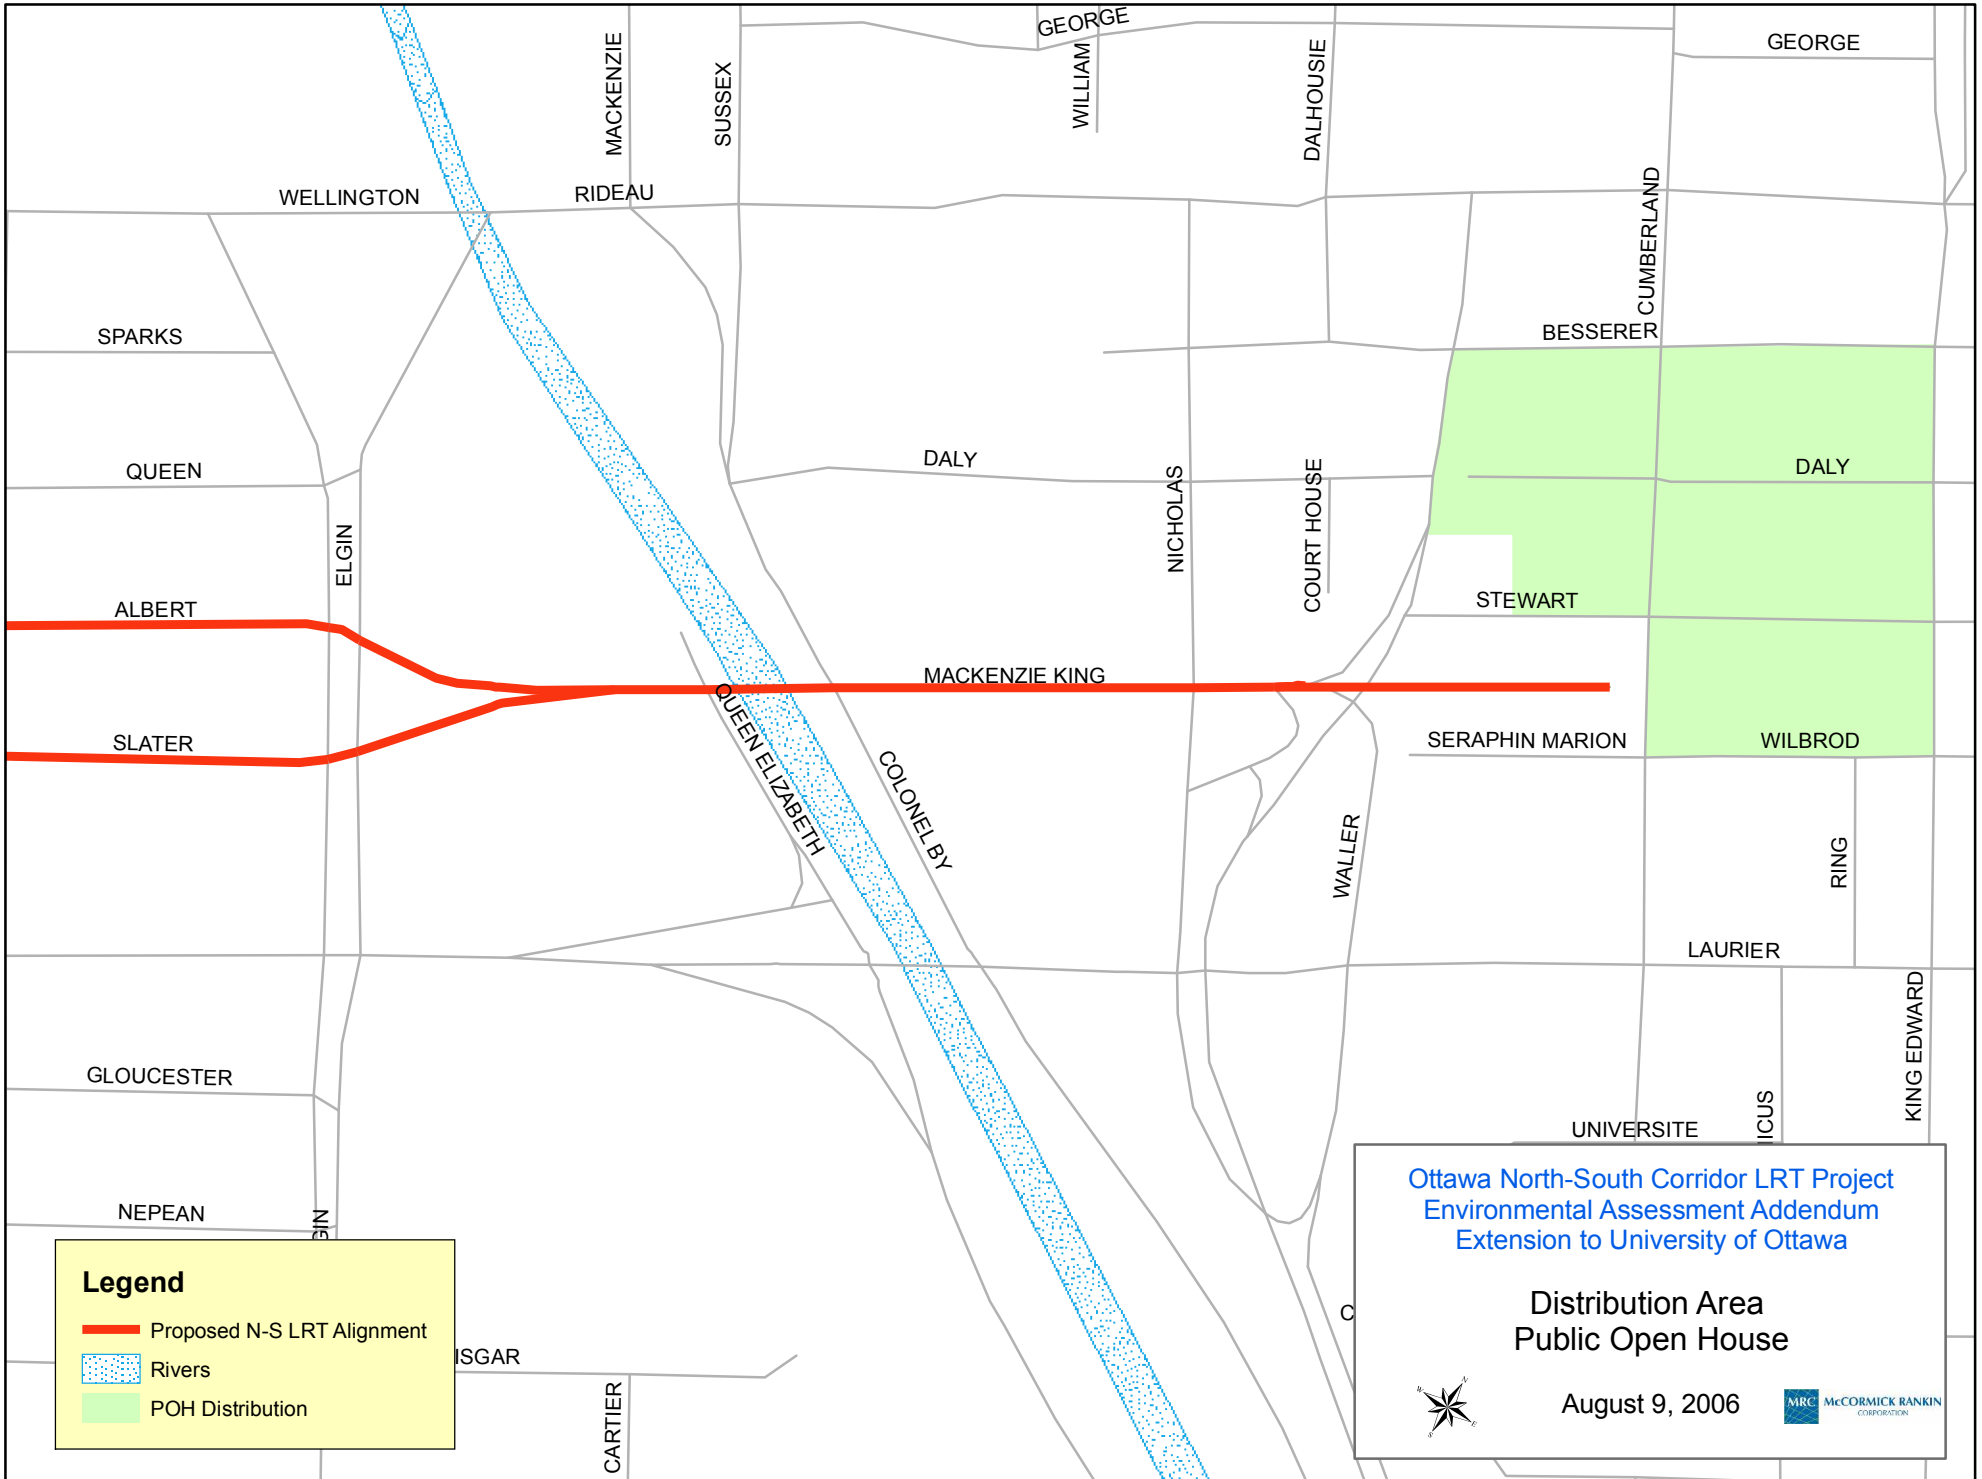 GEORGE
GEORGE
MACKENZIE
SUSSEX
WILLIAM
DALHOUSIE
CUMBERLAND
WELLINGTON
RIDEAU
SPARKS
BESSERER
QUEEN
DALY
DALY
ELGIN
NICHOLAS
COURT HOUSE
ALBERT
STEWART
MACKENZIE KING
SLATER
QUEEN ELIZABETH
COLONEL BY
SERAPHIN MARION
WILBROD
WALLER
RING
LAURIER
KING EDWARD
GLOUCESTER
UNIVERSITE
ICUS
NEPEAN
GIN
ISGAR
CARTIER
C
Legend
Proposed N-S LRT Alignment
Rivers
POH Distribution
Ottawa North-South Corridor LRT Project
Environmental Assessment Addendum
Extension to University of Ottawa
Distribution Area
Public Open House
N
W
E
S
August 9, 2006
MRC McCORMICK RANKIN
CORPORATION